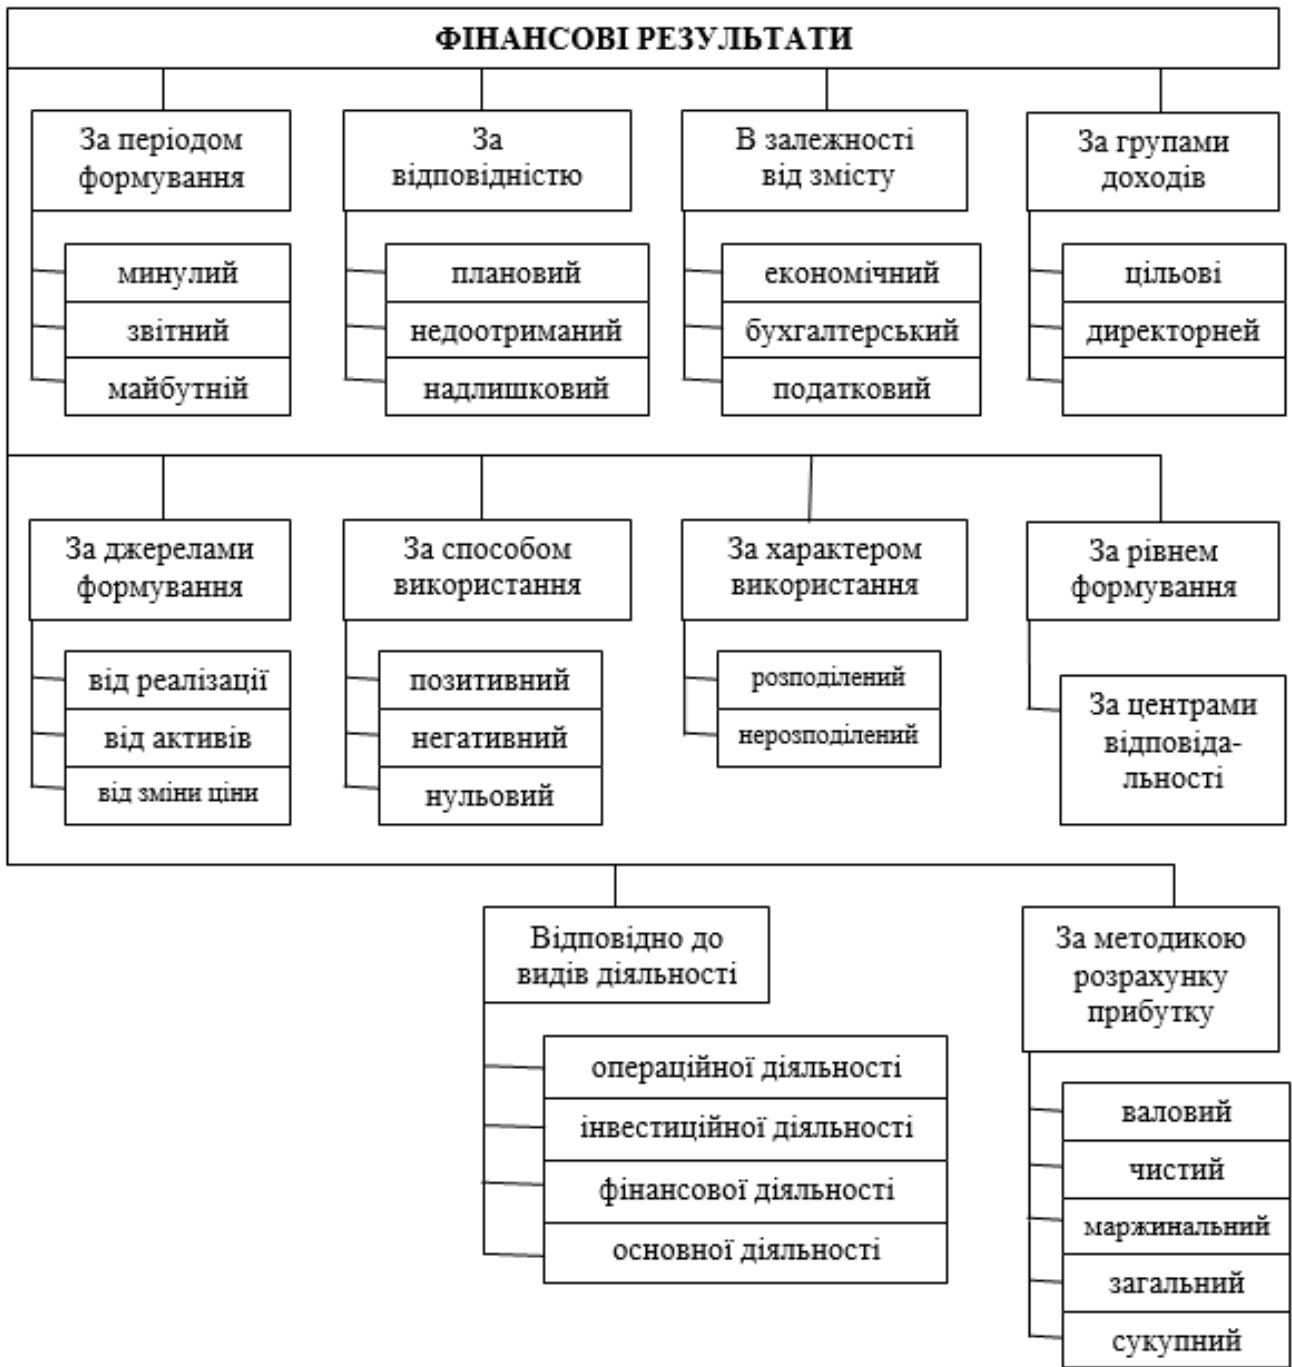 ФІНАНСОВІ РЕЗУЛЬТАТИ
За періодом
формування
минулий
звітний
майбутній
За
відповідністю
плановий
недоотриманий
надлишковий
В залежності
від змісту
економічний
бухгалтерський
податковий
За групами
доходів
цільові
директорней
За джерелами
формування
від реалізації
від активів
від зміни ціни
За способом
використання
позитивний
негативний
нульовий
За характером
використання
розподілений
нерозподілений
За рівнем
формування
За центрами
відповіда-
льності
Відповідно до
видів діяльності
операційної діяльності
інвестиційної діяльності
фінансової діяльності
основної діяльності
За методикою
розрахунку
прибутку
валовий
чистий
маржинальний
загальний
сукупний